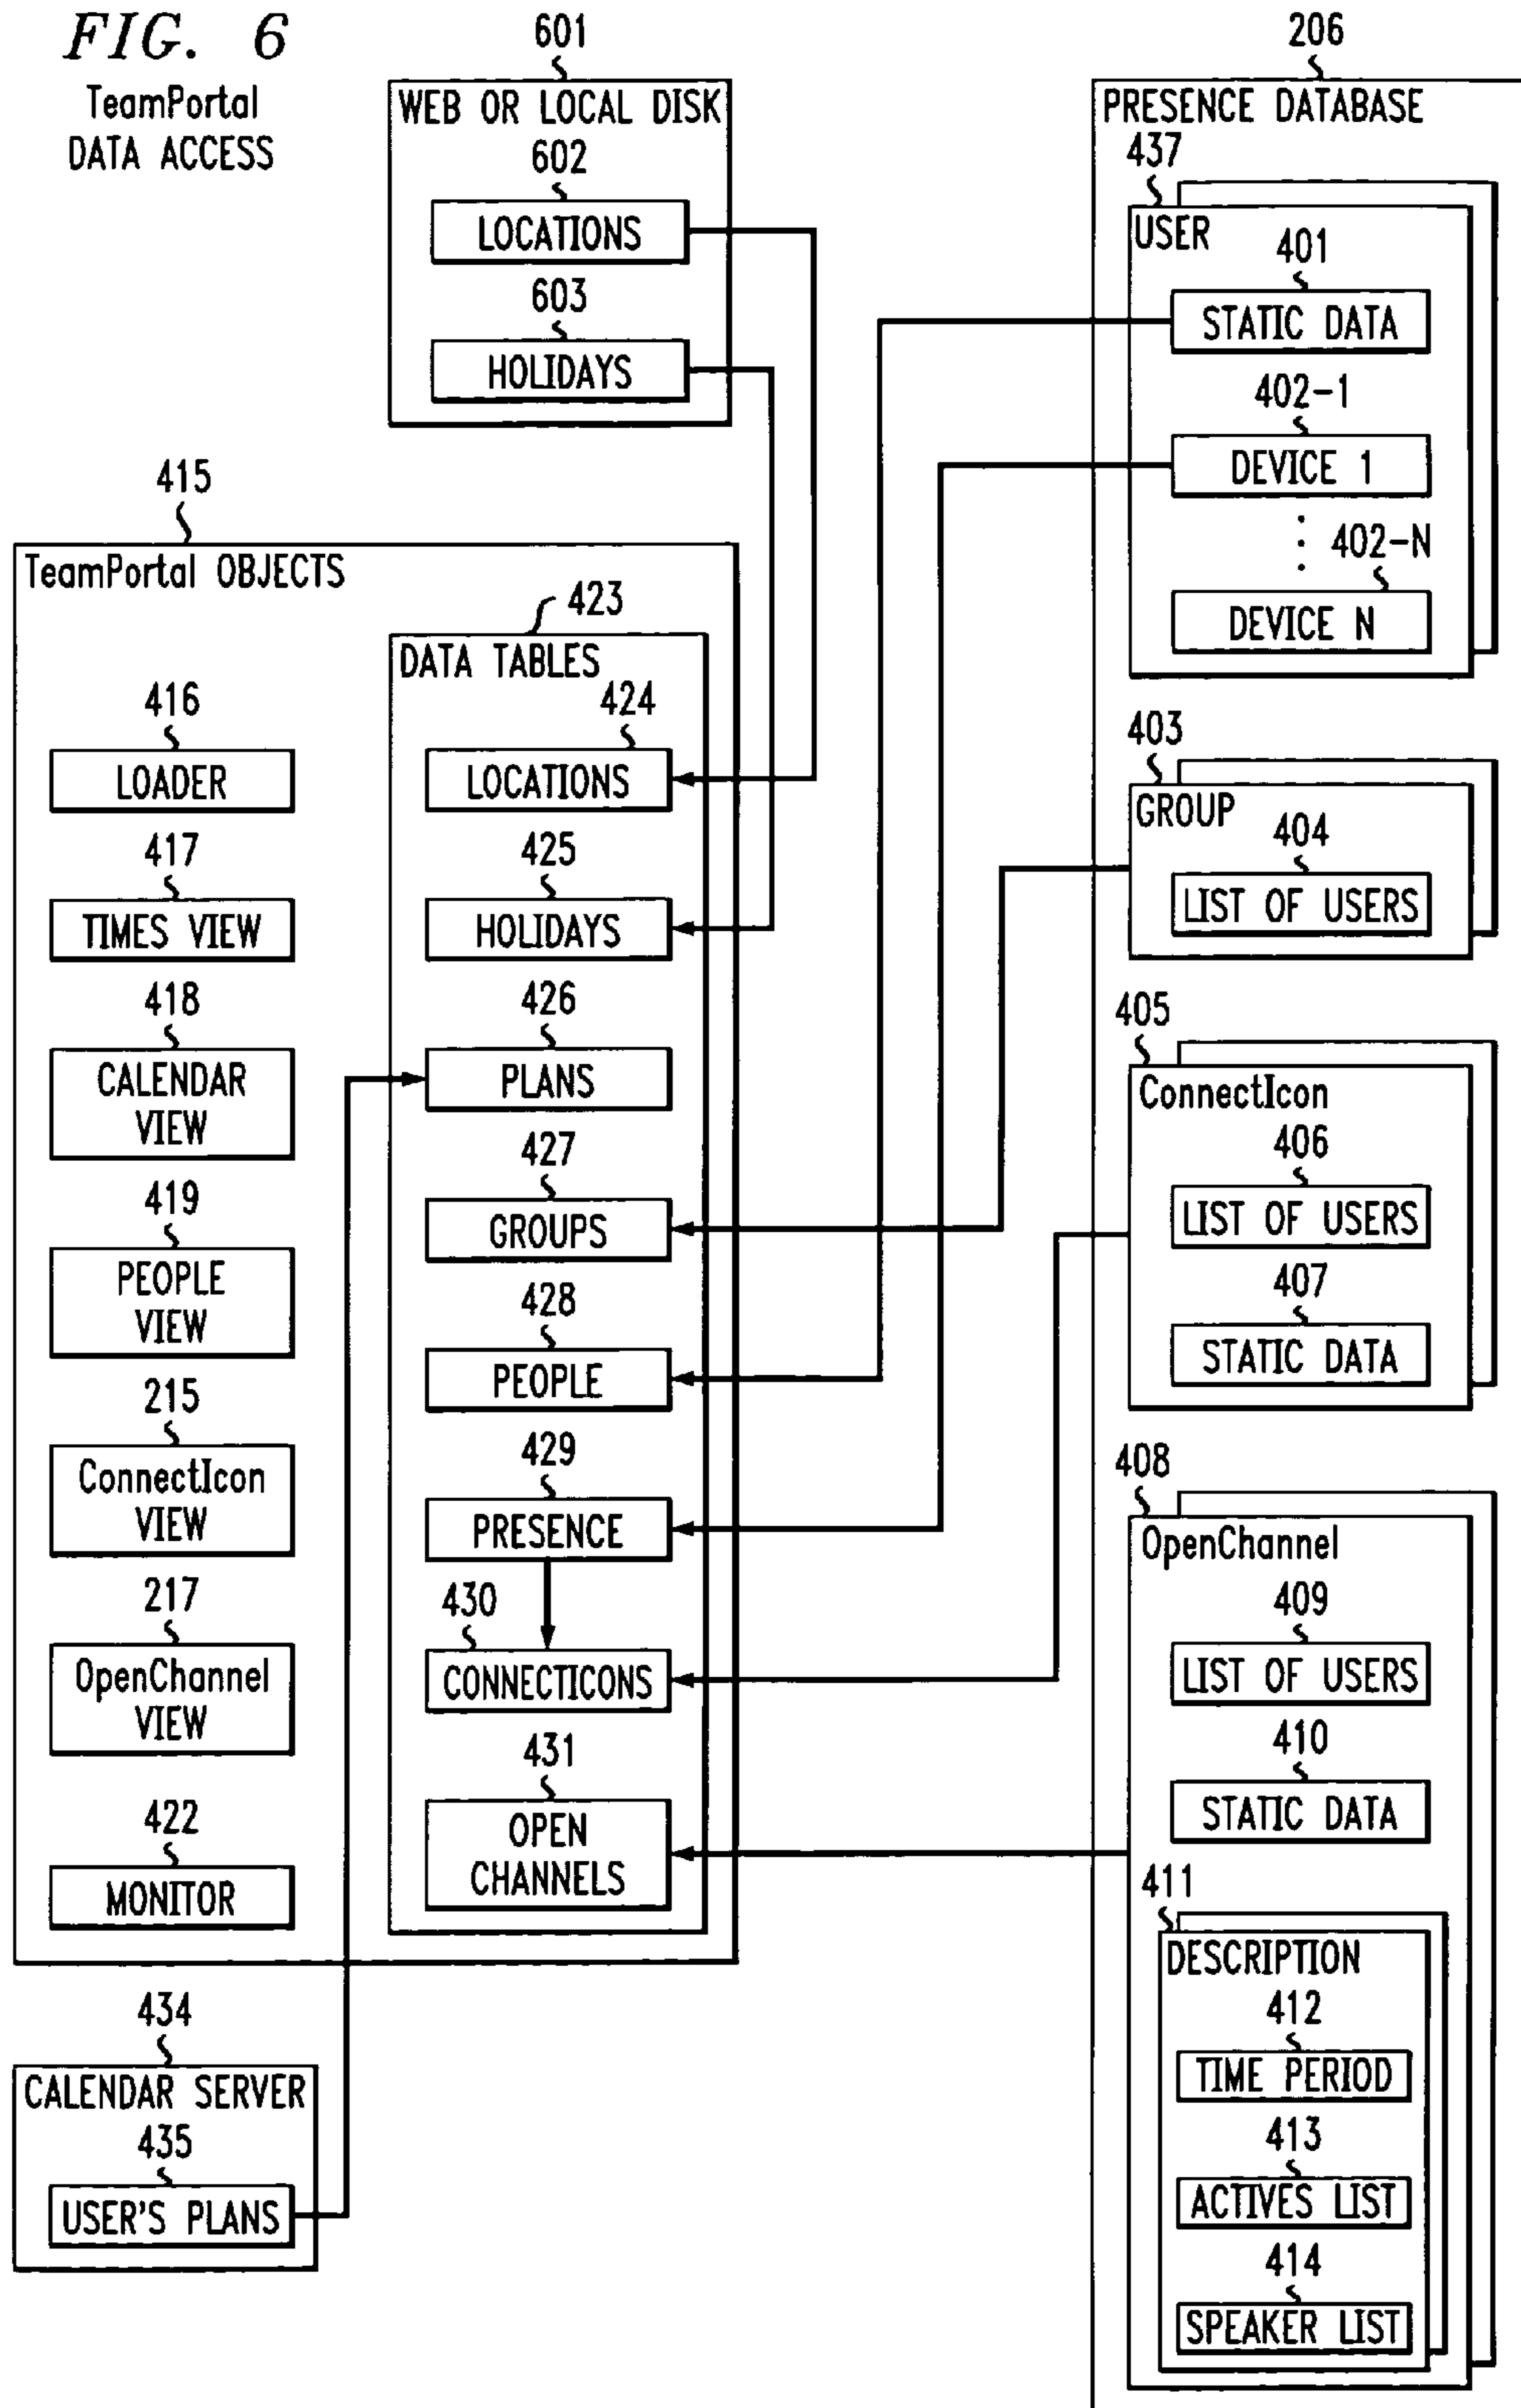 FIG. 6
TeamPortal
DATA ACCESS
601
WEB OR LOCAL DISK
602
LOCATIONS
603
HOLIDAYS
415
TeamPortal OBJECTS
416
LOADER
417
TIMES VIEW
418
CALENDAR
VIEW
419
PEOPLE
VIEW
215
ConnectIcon
VIEW
217
OpenChannel
VIEW
422
MONITOR
423
DATA TABLES
424
LOCATIONS
425
HOLIDAYS
426
PLANS
427
GROUPS
428
PEOPLE
429
PRESENCE
430
CONNECTICONS
431
OPEN
CHANNELS
434
CALENDAR SERVER
435
USER'S PLANS
206
PRESENCE DATABASE
437
USER
401
STATIC DATA
402-1
DEVICE 1
402-N
DEVICE N
403
GROUP
404
LIST OF USERS
405
ConnectIcon
406
LIST OF USERS
407
STATIC DATA
408
OpenChannel
409
LIST OF USERS
410
STATIC DATA
411
DESCRIPTION
412
TIME PERIOD
413
ACTIVES LIST
414
SPEAKER LIST